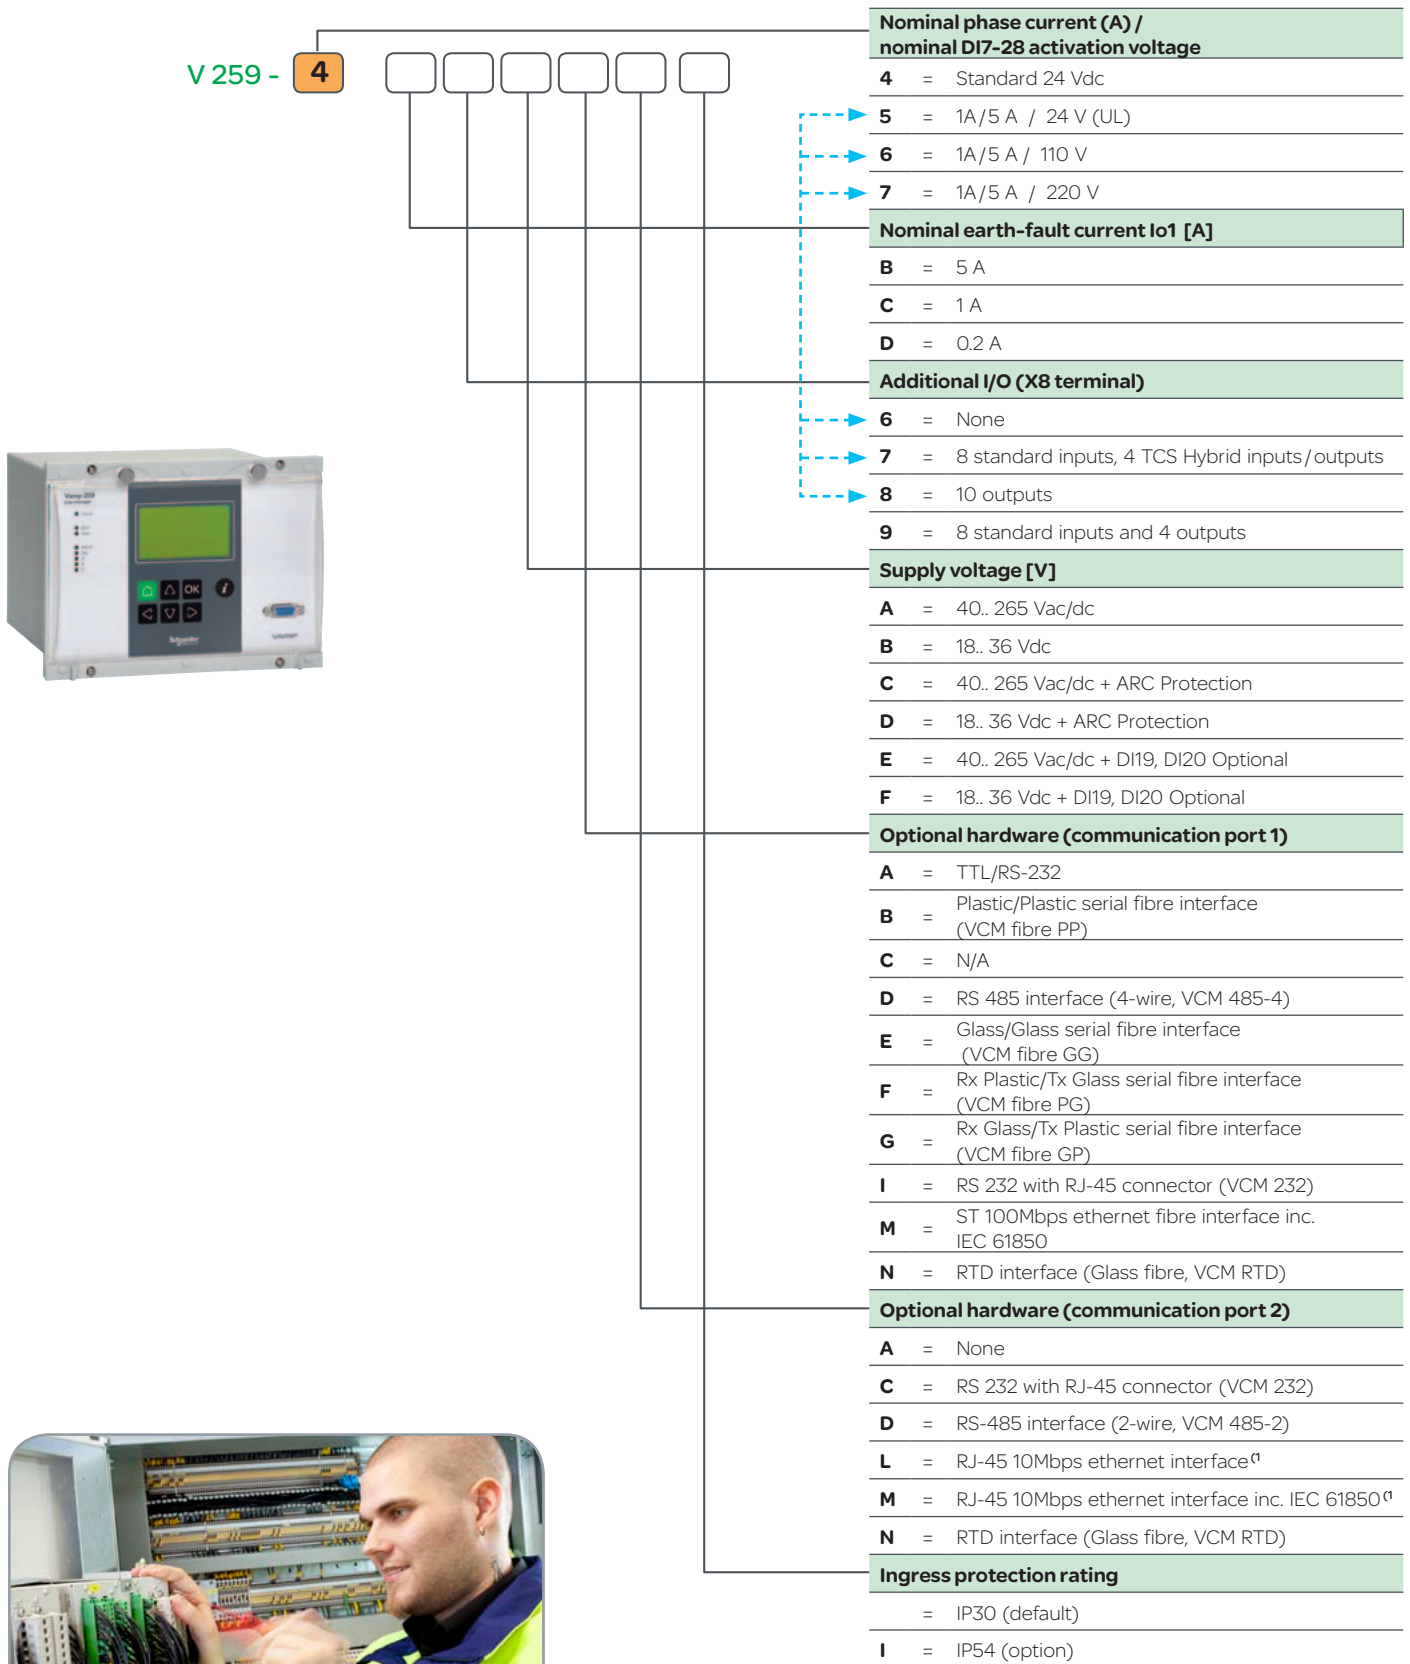 Nominal phase current (A) /
nominal DI7-28 activation voltage
V 259 - 4
4 = Standard 24 Vdc
5 = 1A/5 A / 24 V (UL)
6 = 1A/5 A / 110 V
7 = 1A/5 A / 220 V
Nominal earth-fault current Io1 [A]
B = 5 A
C = 1 A
D = 0.2 A
Additional I/O (X8 terminal)
6 = None
7 = 8 standard inputs, 4 TCS Hybrid inputs/outputs
8 = 10 outputs
9 = 8 standard inputs and 4 outputs
Supply voltage [V]
A = 40.. 265 Vac/dc
B = 18.. 36 Vdc
C = 40.. 265 Vac/dc + ARC Protection
D = 18.. 36 Vdc + ARC Protection
E = 40.. 265 Vac/dc + DI19, DI20 Optional
F = 18.. 36 Vdc + DI19, DI20 Optional
Optional hardware (communication port 1)
A = TTL/RS-232
B = Plastic/Plastic serial fibre interface
(VCM fibre PP)
C = N/A
D = RS 485 interface (4-wire, VCM 485-4)
E = Glass/Glass serial fibre interface
(VCM fibre GG)
F = Rx Plastic/Tx Glass serial fibre interface
(VCM fibre PG)
G = Rx Glass/Tx Plastic serial fibre interface
(VCM fibre GP)
I = RS 232 with RJ-45 connector (VCM 232)
M = ST 100Mbps ethernet fibre interface inc.
IEC 61850
N = RTD interface (Glass fibre, VCM RTD)
Optional hardware (communication port 2)
A = None
C = RS 232 with RJ-45 connector (VCM 232)
D = RS-485 interface (2-wire, VCM 485-2)
L = RJ-45 10Mbps ethernet interface (1
M = RJ-45 10Mbps ethernet interface inc. IEC 61850 (1
N = RTD interface (Glass fibre, VCM RTD)
Ingress protection rating
= IP30 (default)
I = IP54 (option)
OK
i
Schneider